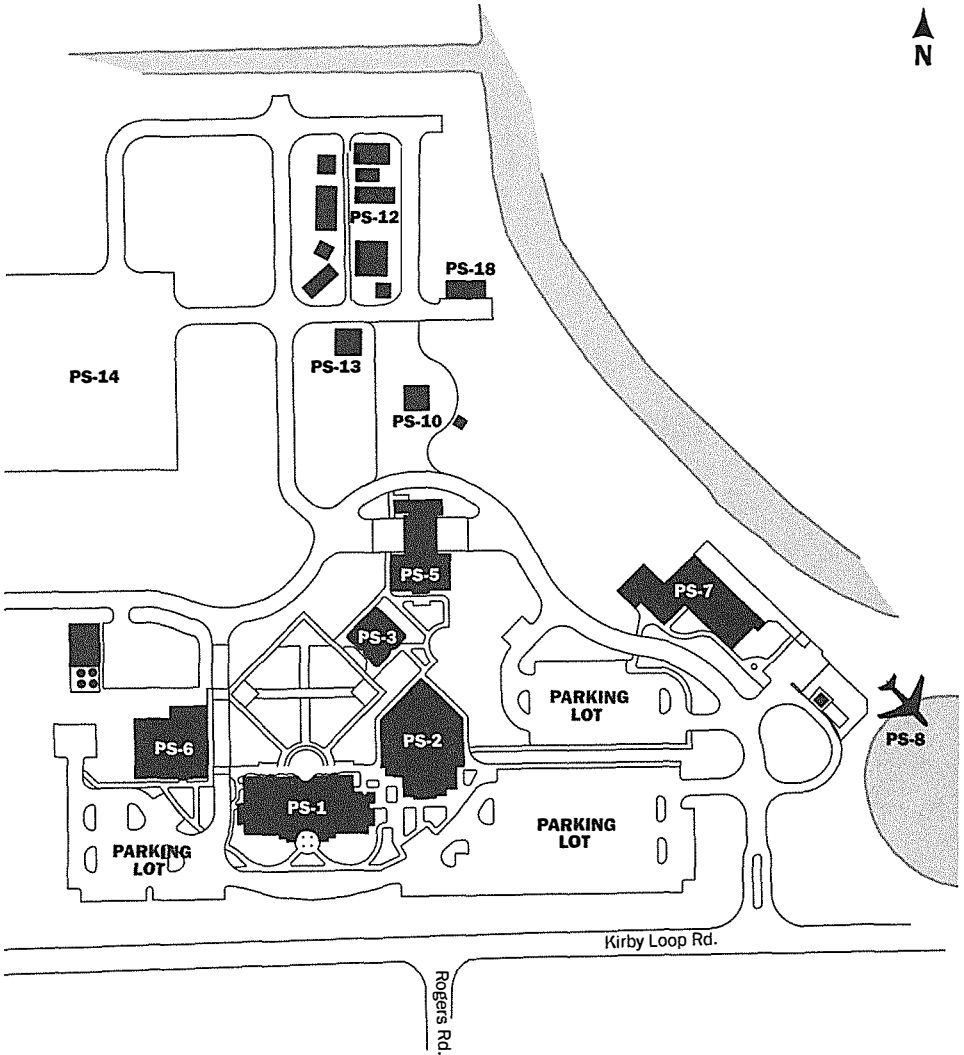 N
PS-12
PS-18
PS-13
PS-14
PS-10
PS-5
PS-7
PS-3
PARKING
LOT
PS-8
PS-2
PS-6
PS-1
PARKING
LOT
PARKING
LOT
Kirby Loop Rd.
Rogers Rd.